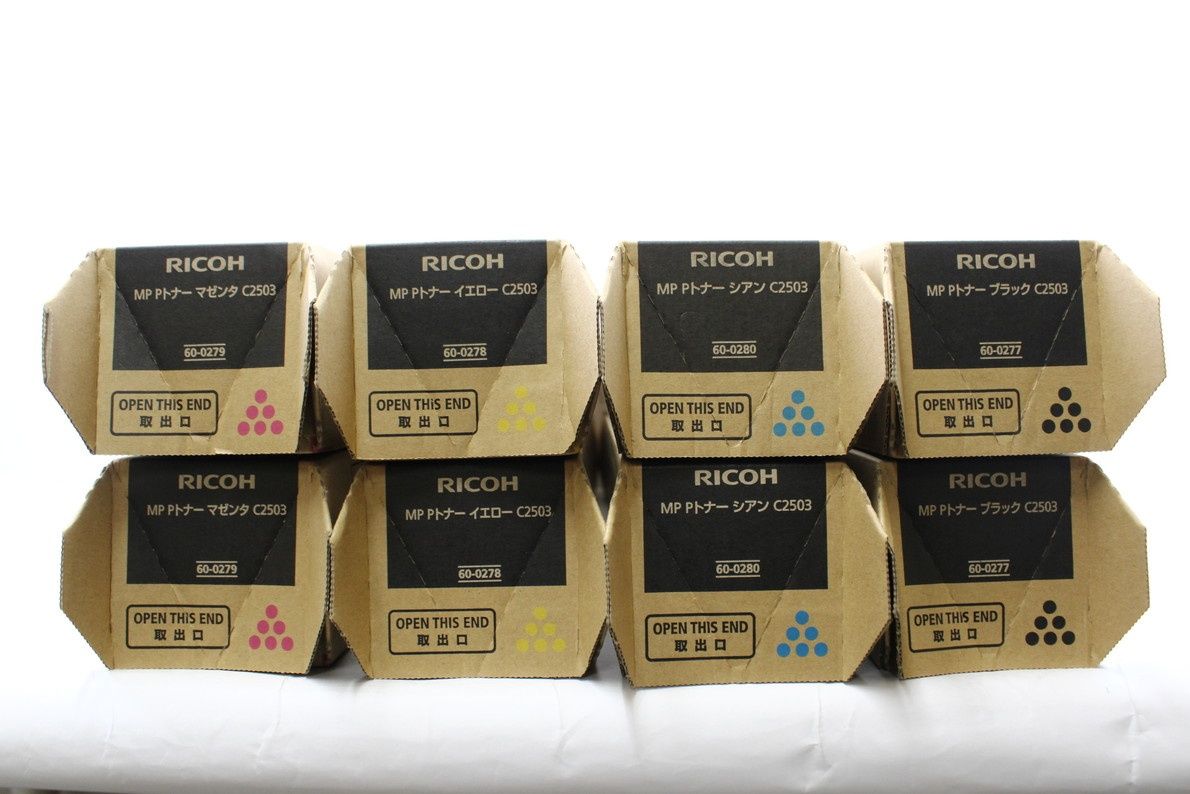 RICOH
MP Pトナー マゼンタ C2503
60-0279
OPEN THiS END
取出口
RICOH
MP Pトナー イエロー C2503
60-0278
OPEN THiS END
取出口
RICOH
MP Pトナー シアン C2503
60-0280
OPEN THiS END
取出口
RICOH
MP Pトナー ブラック C2503
60-0277
OPEN THiS END
取出口
RICOH
MP Pトナー マゼンタ C2503
60-0279
OPEN THiS END
取出口
RICOH
MP Pトナー イエロー C2503
60-0278
OPEN THiS END
取出口
RICOH
MP Pトナー シアン C2503
60-0280
OPEN THiS END
取出口
RICOH
MP Pトナー ブラック C2503
60-0277
OPEN THiS END
取出口